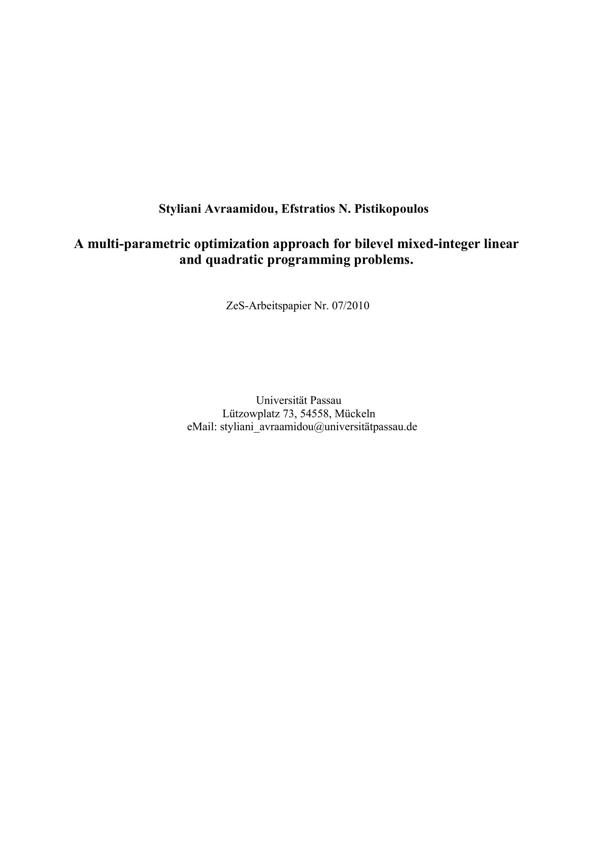 Styliani Avraamidou, Efstratios N. Pistikopoulos
A multi-parametric optimization approach for bilevel mixed-integer linear
and quadratic programming problems.
ZeS-Arbeitspapier Nr. 07/2010
Universität Passau
Lützowplatz 73, 54558, Mückeln
eMail: styliani_avraamidou@universitätpassau.de